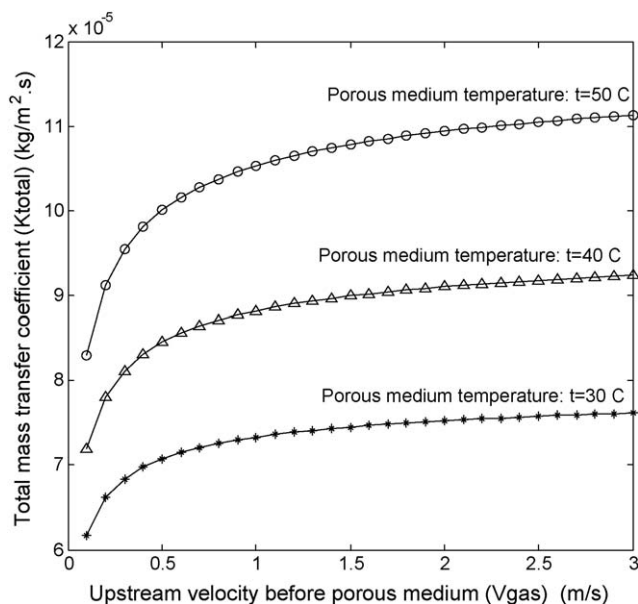 x 10⁻⁵
12
11
10
9
8
7
6
0
0.5
1
1.5
2
2.5
3
Total mass transfer coefficient (Ktotal) (kg/m².s)
Porous medium temperature: t=50 C
Porous medium temperature: t=40 C
Porous medium temperature: t=30 C
Upstream velocity before porous medium (Vgas) (m/s)